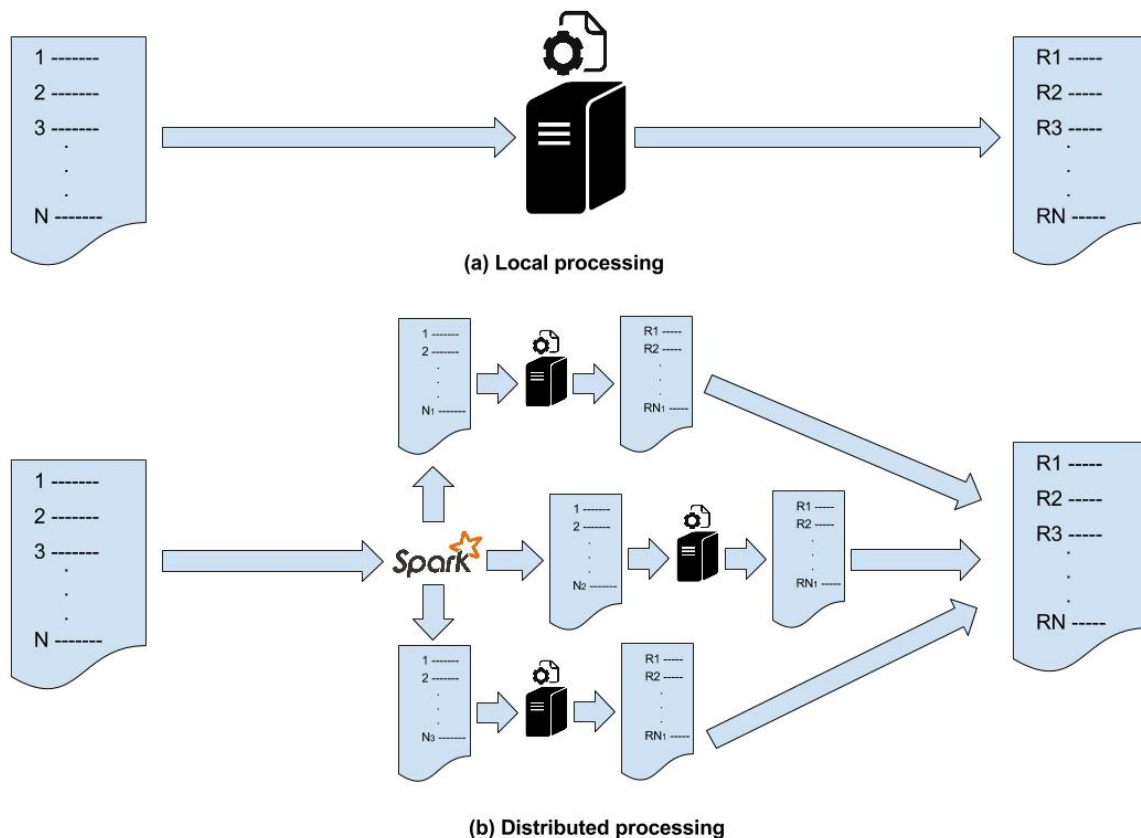 1 -------
2 -------
3 -------
.
.
.
N -------
R1 -----
R2 -----
R3 -----
.
.
.
RN -----
(a) Local processing
1 -------
2 -------
.
.
.
N1 -------
R1 -----
R2 -----
.
.
.
RN1 -----
1 -------
2 -------
3 -------
.
.
.
N -------
Spark
1 -------
2 -------
.
.
.
N2 -------
R1 -----
R2 -----
.
.
.
RN1 -----
1 -------
2 -------
.
.
.
N3 -------
R1 -----
R2 -----
.
.
.
RN1 -----
R1 -----
R2 -----
R3 -----
.
.
.
RN -----
(b) Distributed processing